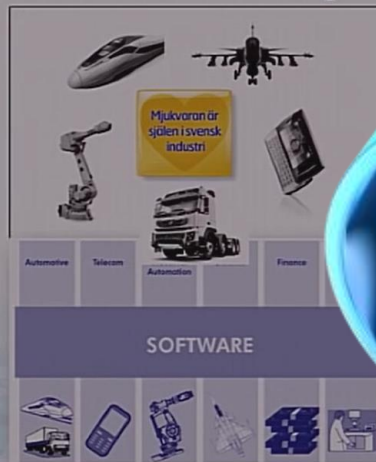 Mjukvaran är
själen i svensk
industri
Automotive
Telecom
Automation
Finance
SOFTWARE